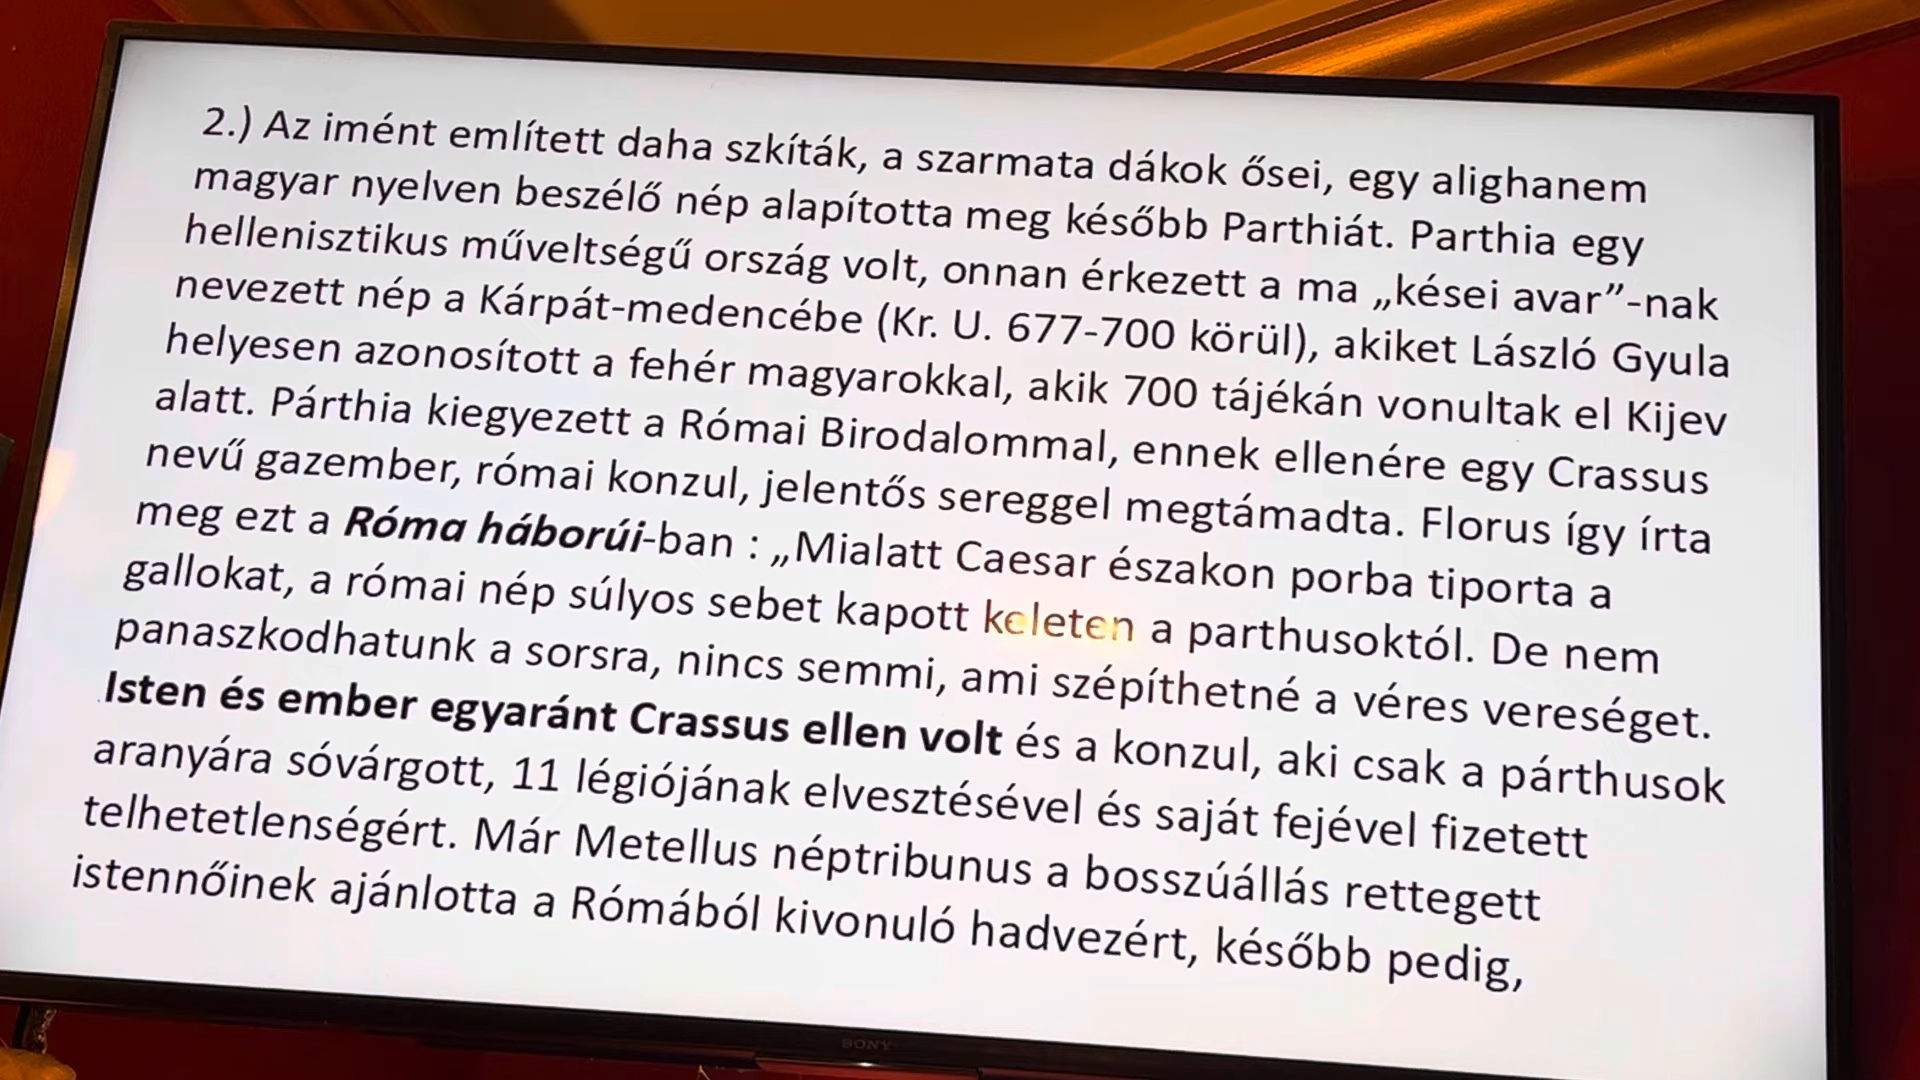 2.) Az imént említett daha szkíták, a szarmata dákok ősei, egy alighanem
magyar nyelven beszélő nép alapította meg később Parthiát. Parthia egy
hellenisztikus műveltségű ország volt, onnan érkezett a ma „kései avar”-nak
nevezett nép a Kárpát-medencébe (Kr. U. 677-700 körül), akiket László Gyula
helyesen azonosított a fehér magyarokkal, akik 700 tájékán vonultak el Kijev
alatt. Párthia kiegyezett a Római Birodalommal, ennek ellenére egy Crassus
nevű gazember, római konzul, jelentős sereggel megtámadta. Florus így írta
meg ezt a Róma háborúi-ban : „Mialatt Caesar északon porba tiporta a
gallokat, a római nép súlyos sebet kapott keleten a parthusoktól. De nem
panaszkodhatunk a sorsra, nincs semmi, ami szépíthetné a véres vereséget.
Isten és ember egyaránt Crassus ellen volt és a konzul, aki csak a párthusok
aranyára sóvárgott, 11 légiójának elvesztésével és saját fejével fizetett
telhetetlenségért. Már Metellus néptribunus a bosszúállás rettegett
istennőinek ajánlotta a Rómából kivonuló hadvezért, később pedig,
SONY